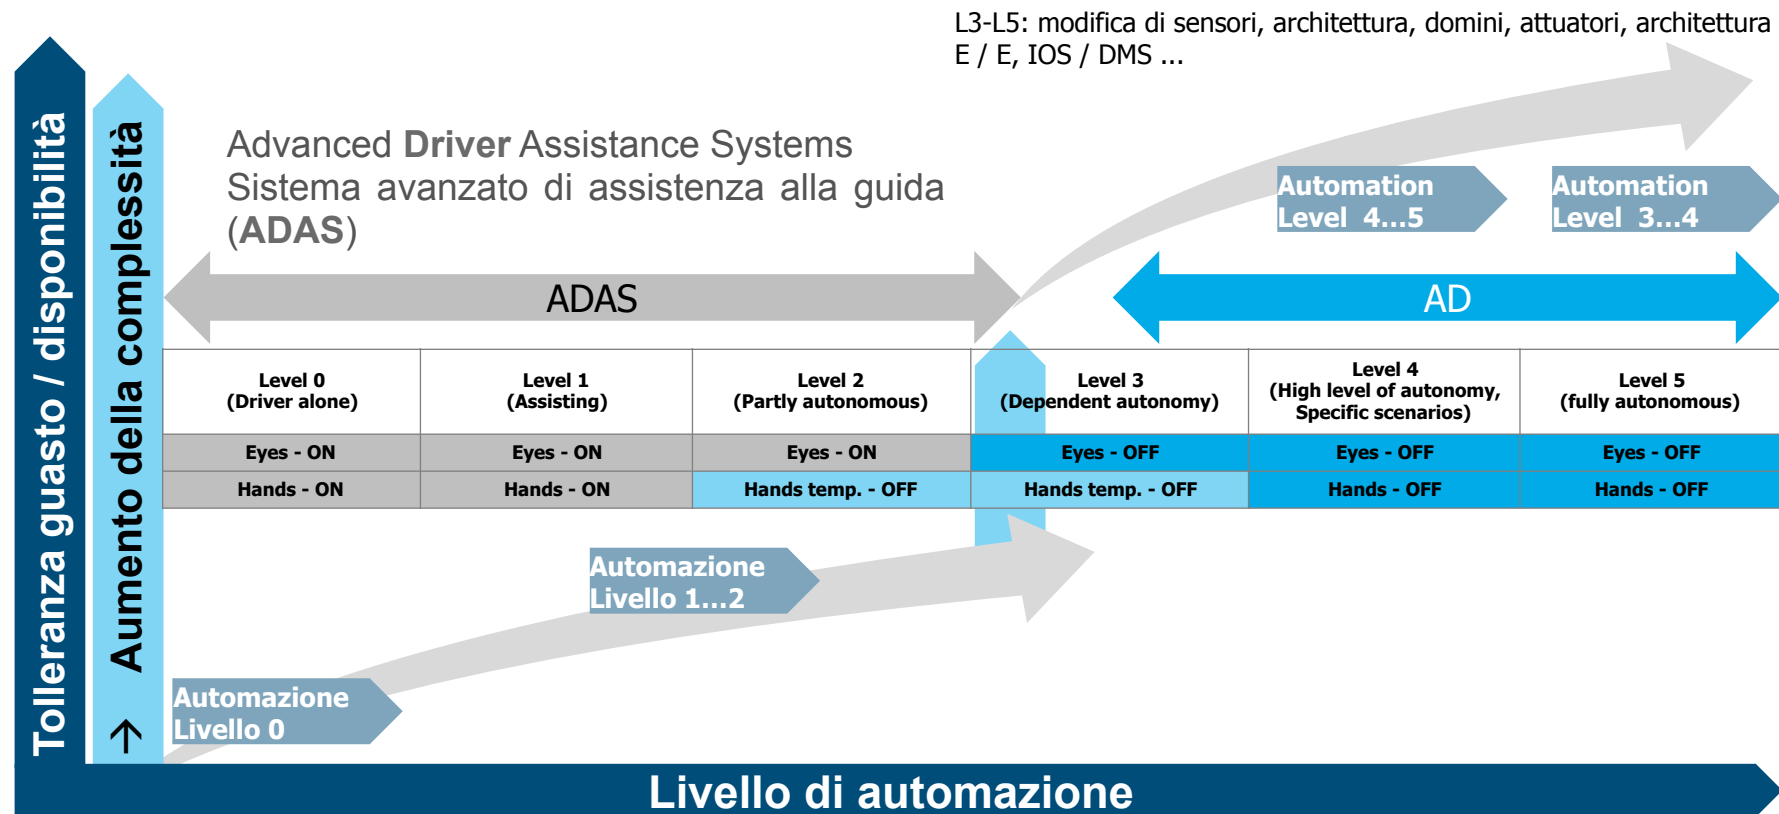 L3-L5: modifica di sensori, architettura, domini, attuatori, architettura
E / E, IOS / DMS ...
Tolleranza guasto / disponibilità
→ Aumento della complessità
Advanced Driver Assistance Systems
Sistema avanzato di assistenza alla guida
(ADAS)
Automation
Level 4...5
Automation
Level 3...4
ADAS
AD
Level 0
(Driver alone)
Level 1
(Assisting)
Level 2
(Partly autonomous)
Level 3
(Dependent autonomy)
Level 4
(High level of autonomy,
Specific scenarios)
Level 5
(fully autonomous)
Eyes - ON
Eyes - ON
Eyes - ON
Eyes - OFF
Eyes - OFF
Eyes - OFF
Hands - ON
Hands - ON
Hands temp. - OFF
Hands temp. - OFF
Hands - OFF
Hands - OFF
Automazione
Livello 1...2
Automazione
Livello 0
Livello di automazione